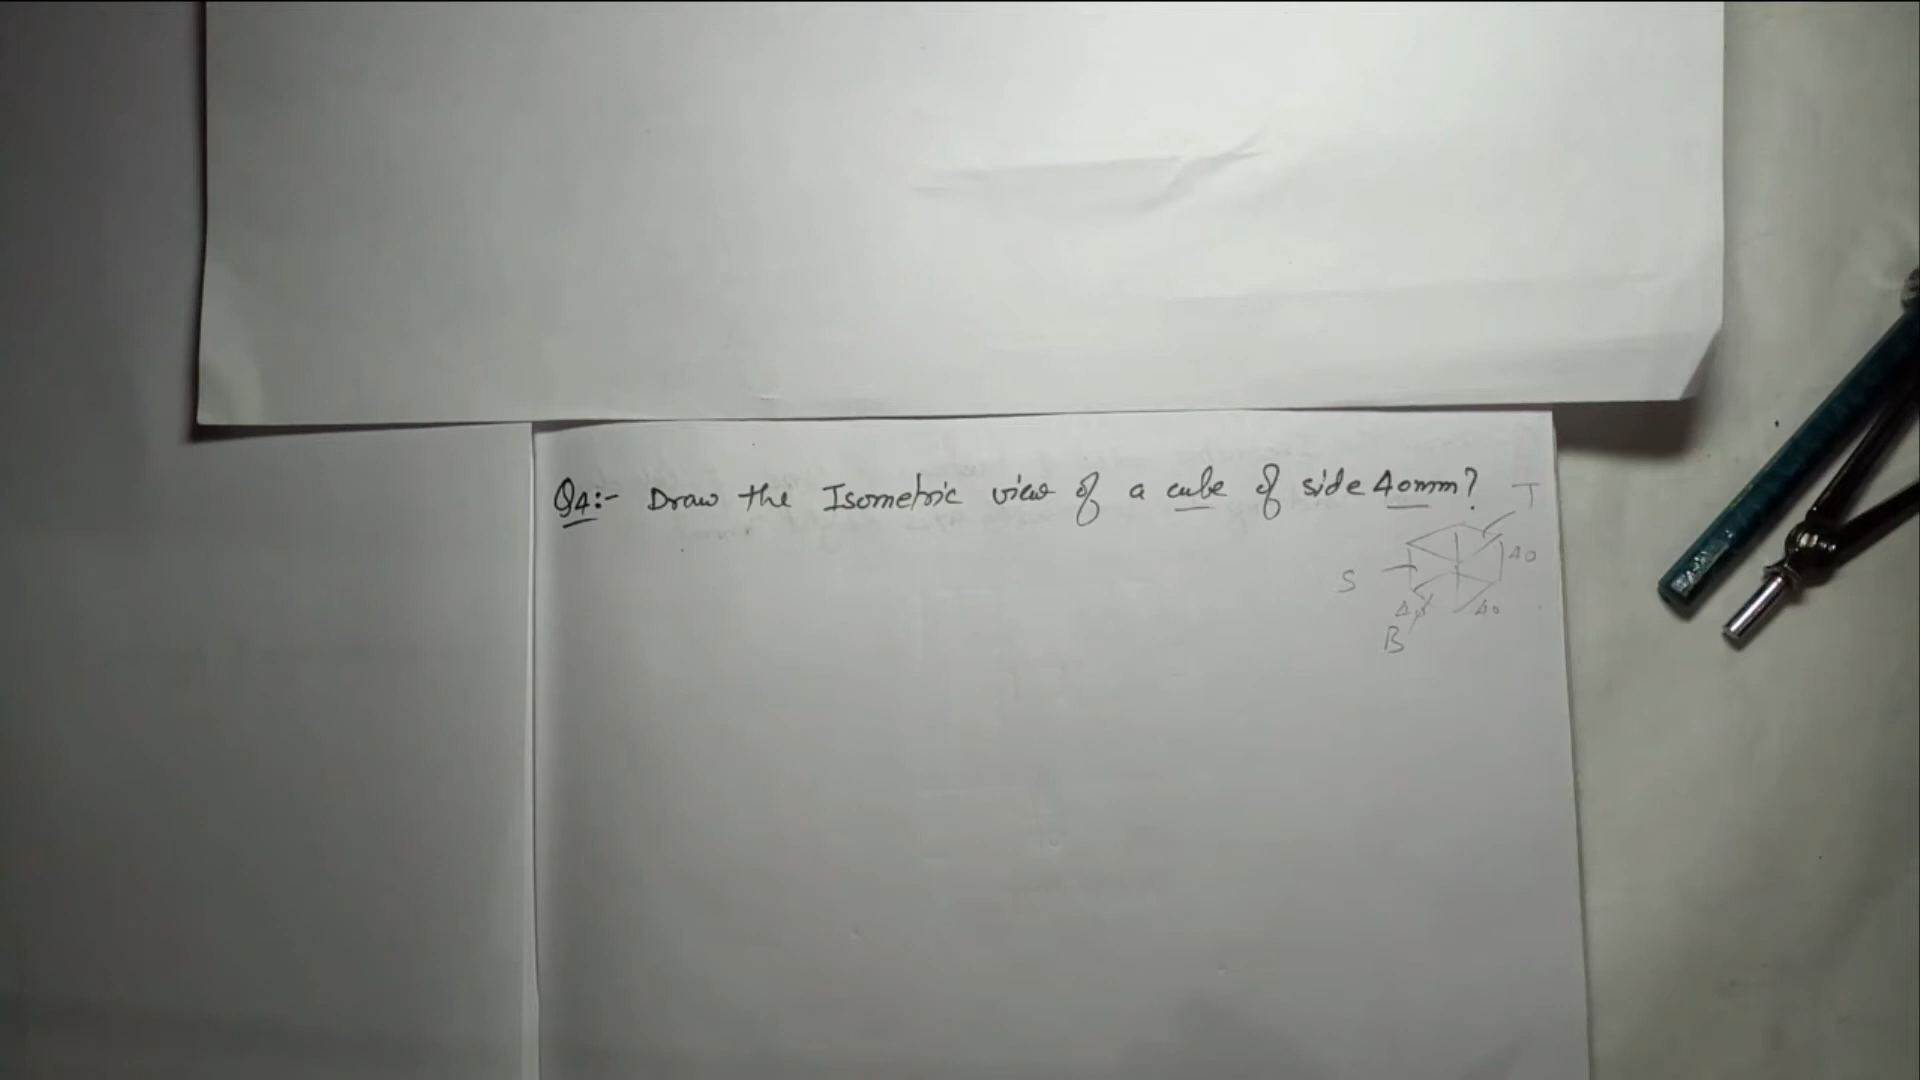 Q4:- Draw the Isometric view of a cube of side 40mm?
T
40
S
40 40
B